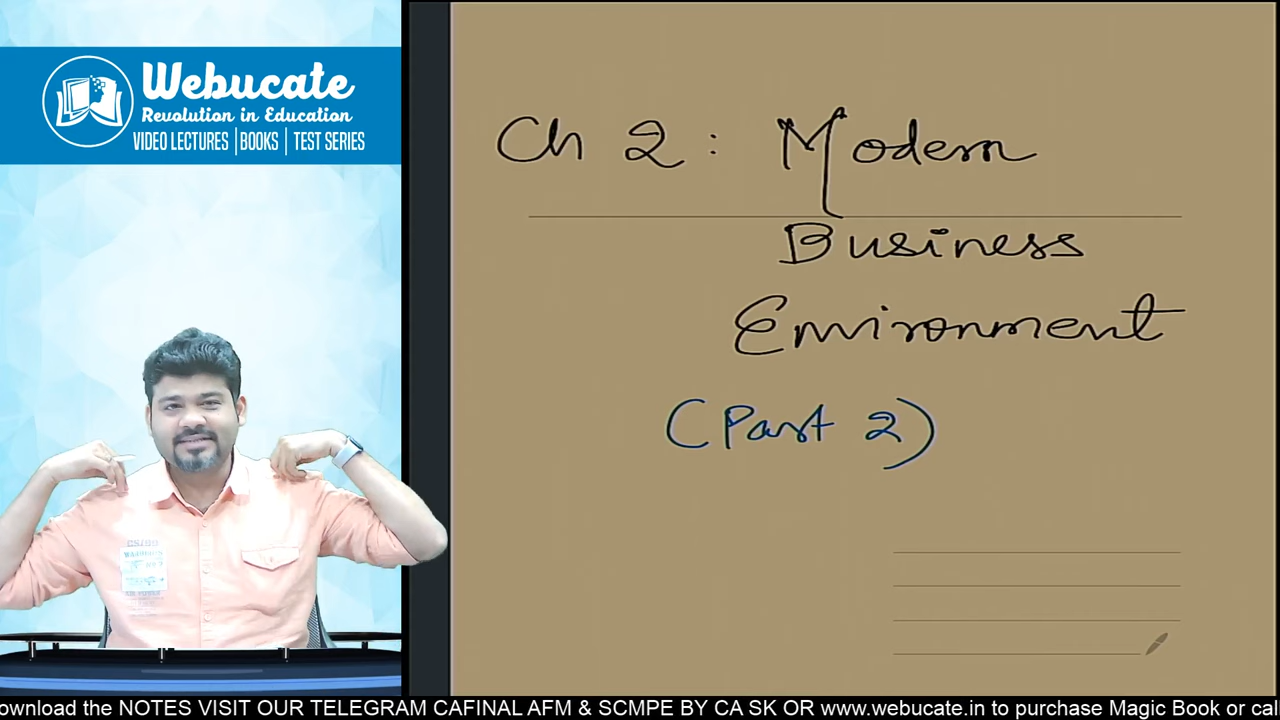 Webucate
Revolution in Education
VIDEO LECTURES | BOOKS | TEST SERIES
Ch 2 : Modern
Business
Environment
(Part 2)
ownload the NOTES VISIT OUR TELEGRAM CAFINAL AFM & SCMPE BY CA SK OR www.webucate.in to purchase Magic Book or cal